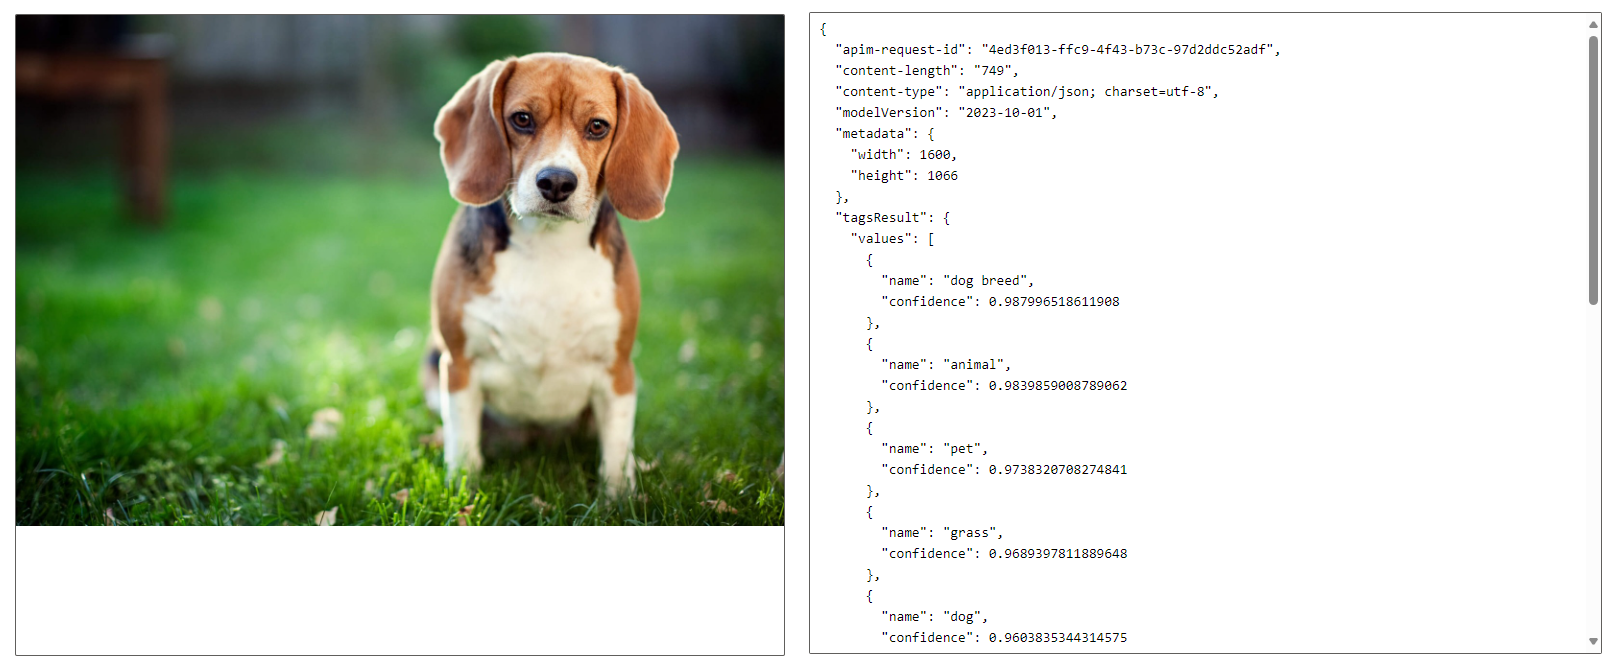 {
"apim-request-id": "4ed3f013-ffc9-4f43-b73c-97d2ddc52adf",
"content-length": "749",
"content-type": "application/json; charset=utf-8",
"modelVersion": "2023-10-01",
"metadata": {
"width": 1600,
"height": 1066
},
"tagsResult": {
"values": [
{
"name": "dog breed",
"confidence": 0.987996518611908
},
{
"name": "animal",
"confidence": 0.9839859008789062
},
{
"name": "pet",
"confidence": 0.9738320708274841
},
{
"name": "grass",
"confidence": 0.9689397811889648
},
{
"name": "dog",
"confidence": 0.9603835344314575